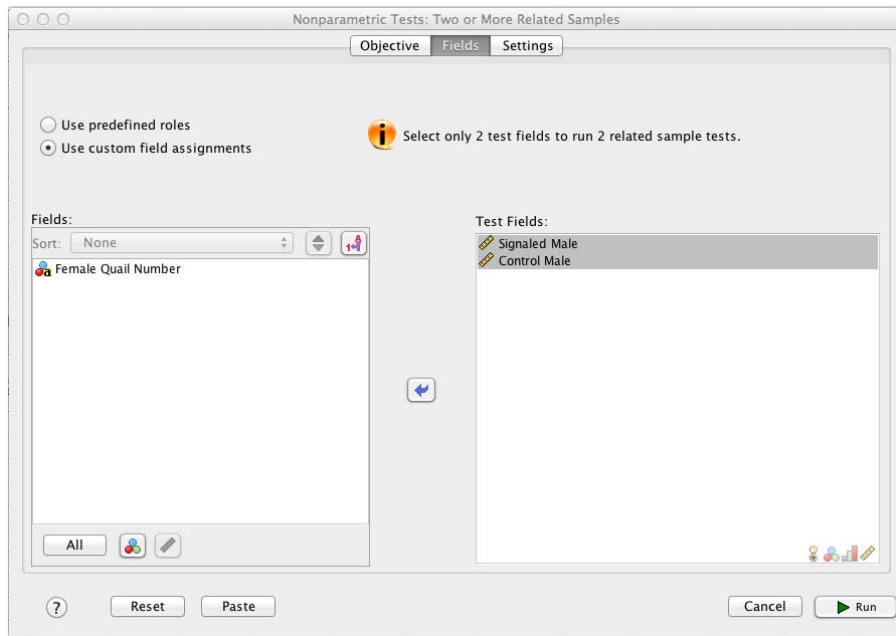 Nonparametric Tests: Two or More Related Samples
Objective Fields Settings
Use predefined roles
Use custom field assignments
Select only 2 test fields to run 2 related sample tests.
Fields:
Sort: None
Female Quail Number
All
Test Fields:
Signaled Male
Control Male
? Reset Paste Cancel Run